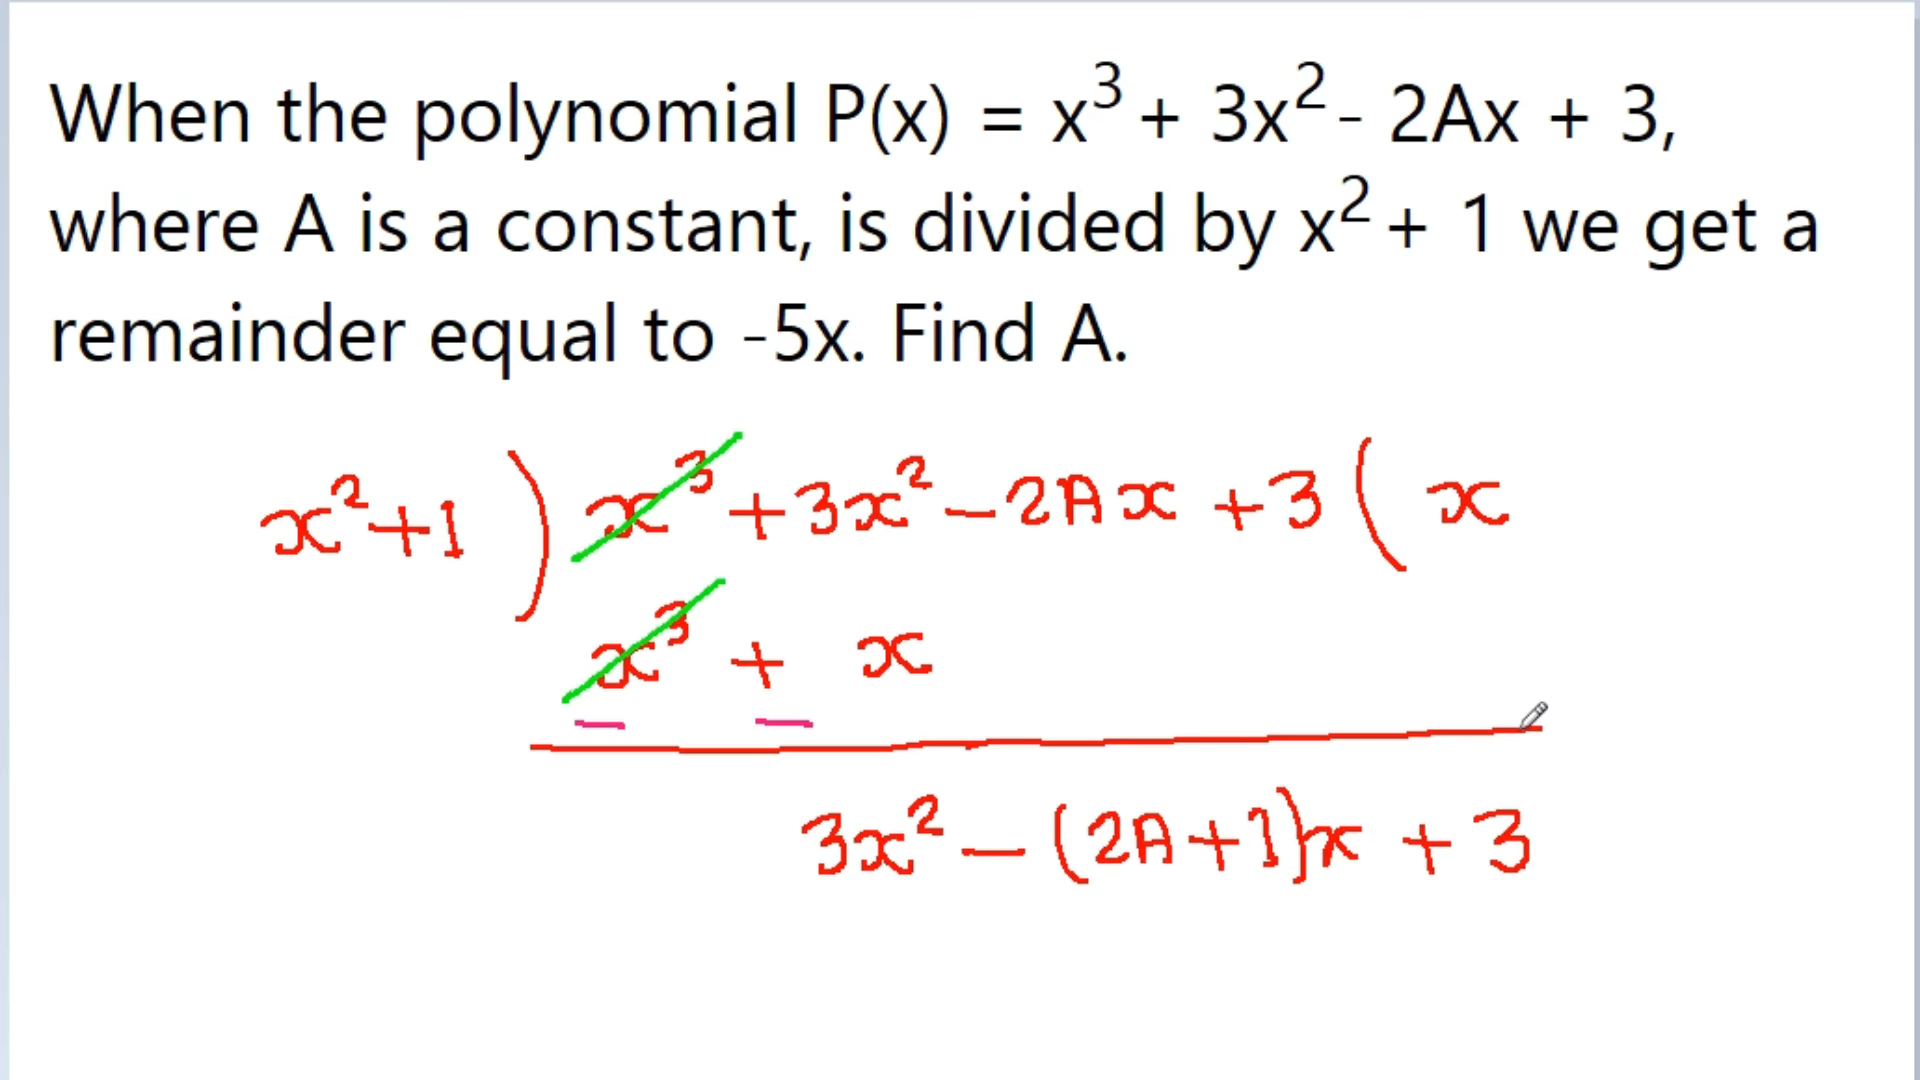 When the polynomial P(x) = x³ + 3x² - 2Ax + 3,
where A is a constant, is divided by x² + 1 we get a
remainder equal to -5x. Find A.
x²+1 ) x³ +3x² -2Ax +3 ( x
x³ + x
— —
3x² - (2A+1)x + 3